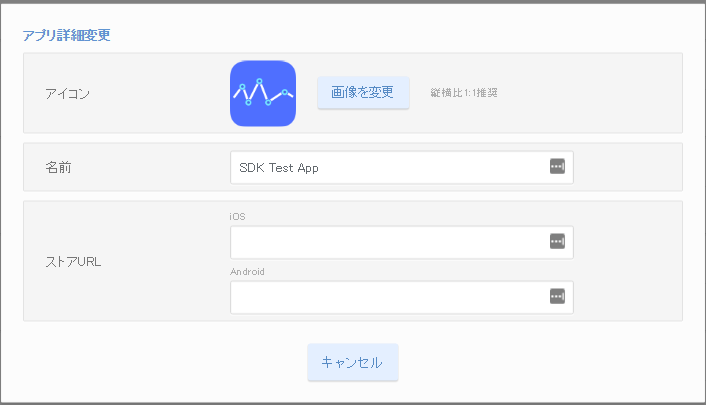 アプリ詳細変更
アイコン
画像を変更
縦横比1:1推奨
名前
SDK Test App
ストアURL
iOS
Android
キャンセル